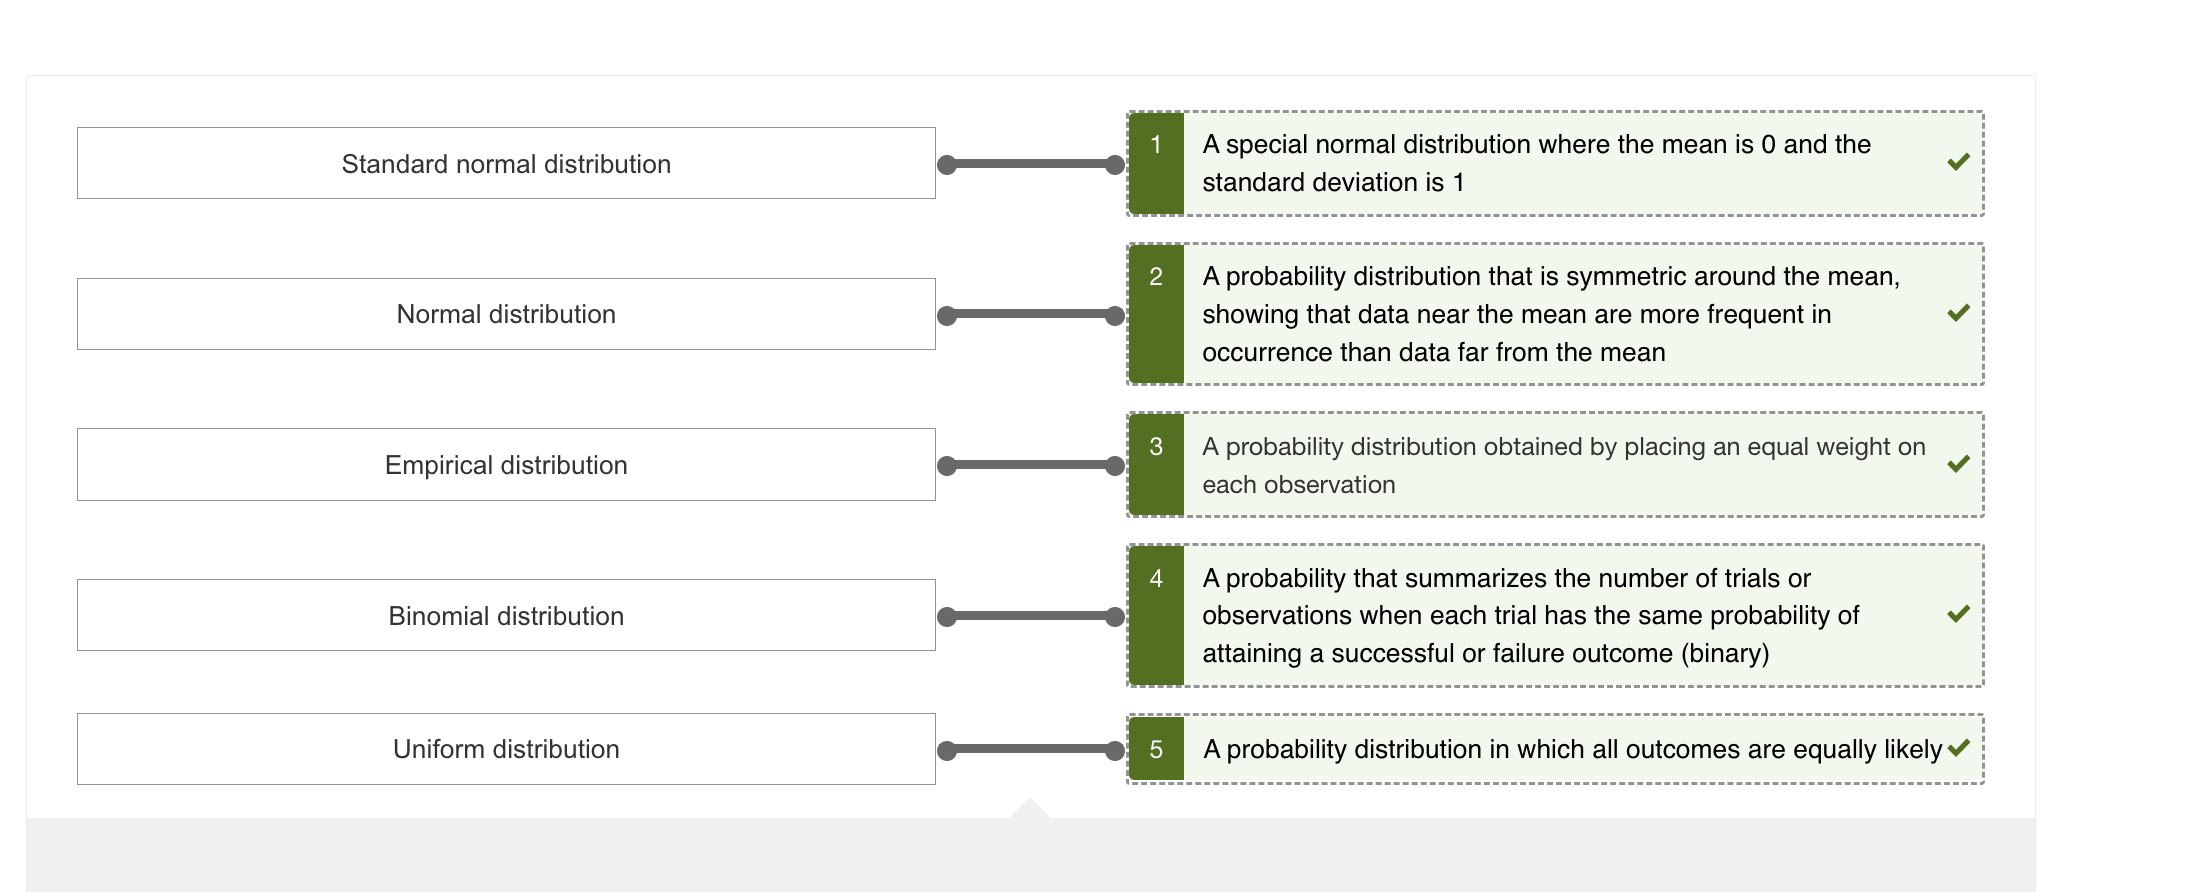 Standard normal distribution
1
A special normal distribution where the mean is 0 and the
standard deviation is 1
Normal distribution
2
A probability distribution that is symmetric around the mean,
showing that data near the mean are more frequent in
occurrence than data far from the mean
Empirical distribution
3
A probability distribution obtained by placing an equal weight on
each observation
Binomial distribution
4
A probability that summarizes the number of trials or
observations when each trial has the same probability of
attaining a successful or failure outcome (binary)
Uniform distribution
5
A probability distribution in which all outcomes are equally likely